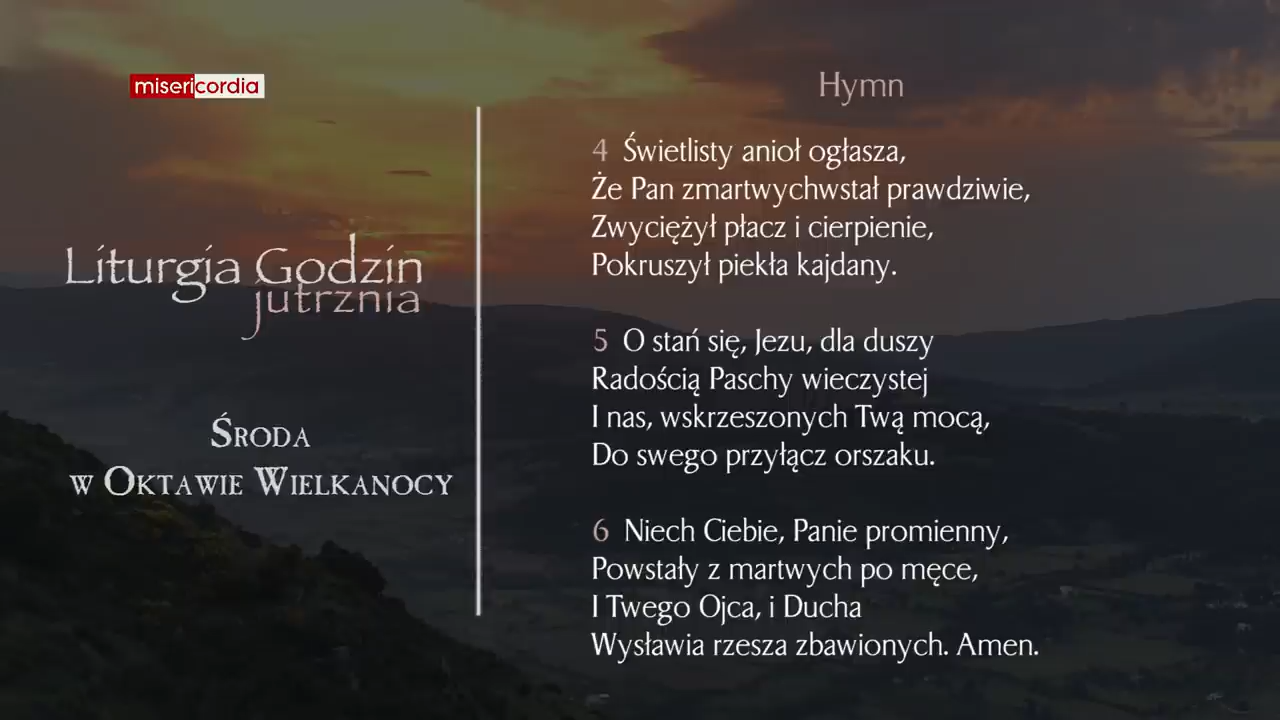 misericordia
Liturgia Godzin
jutrznia
Środa
w Oktawie Wielkanocy
Hymn
4 Świetlisty anioł ogłasza,
Że Pan zmartwychwstał prawdziwie,
Zwyciężył płacz i cierpienie,
Pokruszył piekła kajdany.
5 O stań się, Jezu, dla duszy
Radością Paschy wieczystej
I nas, wskrzeszonych Twą mocą,
Do swego przyłącz orszaku.
6 Niech Ciebie, Panie promienny,
Powstały z martwych po męce,
I Twego Ojca, i Ducha
Wysławia rzesza zbawionych. Amen.